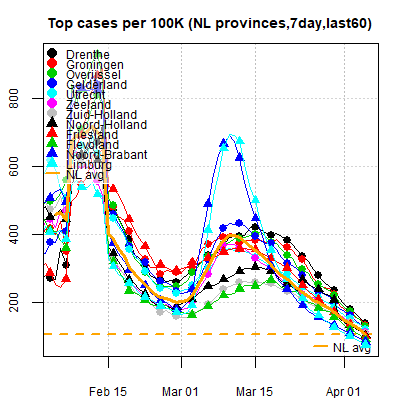 Top cases per 100K (NL provinces,7day,last60)
Drenthe
Groningen
Overijssel
Gelderland
Utrecht
Zeeland
Zuid-Holland
Noord-Holland
Friesland
Flevoland
Noord-Brabant
Limburg
NL avg
800
600
400
200
NL avg
Feb 15
Mar 01
Mar 15
Apr 01